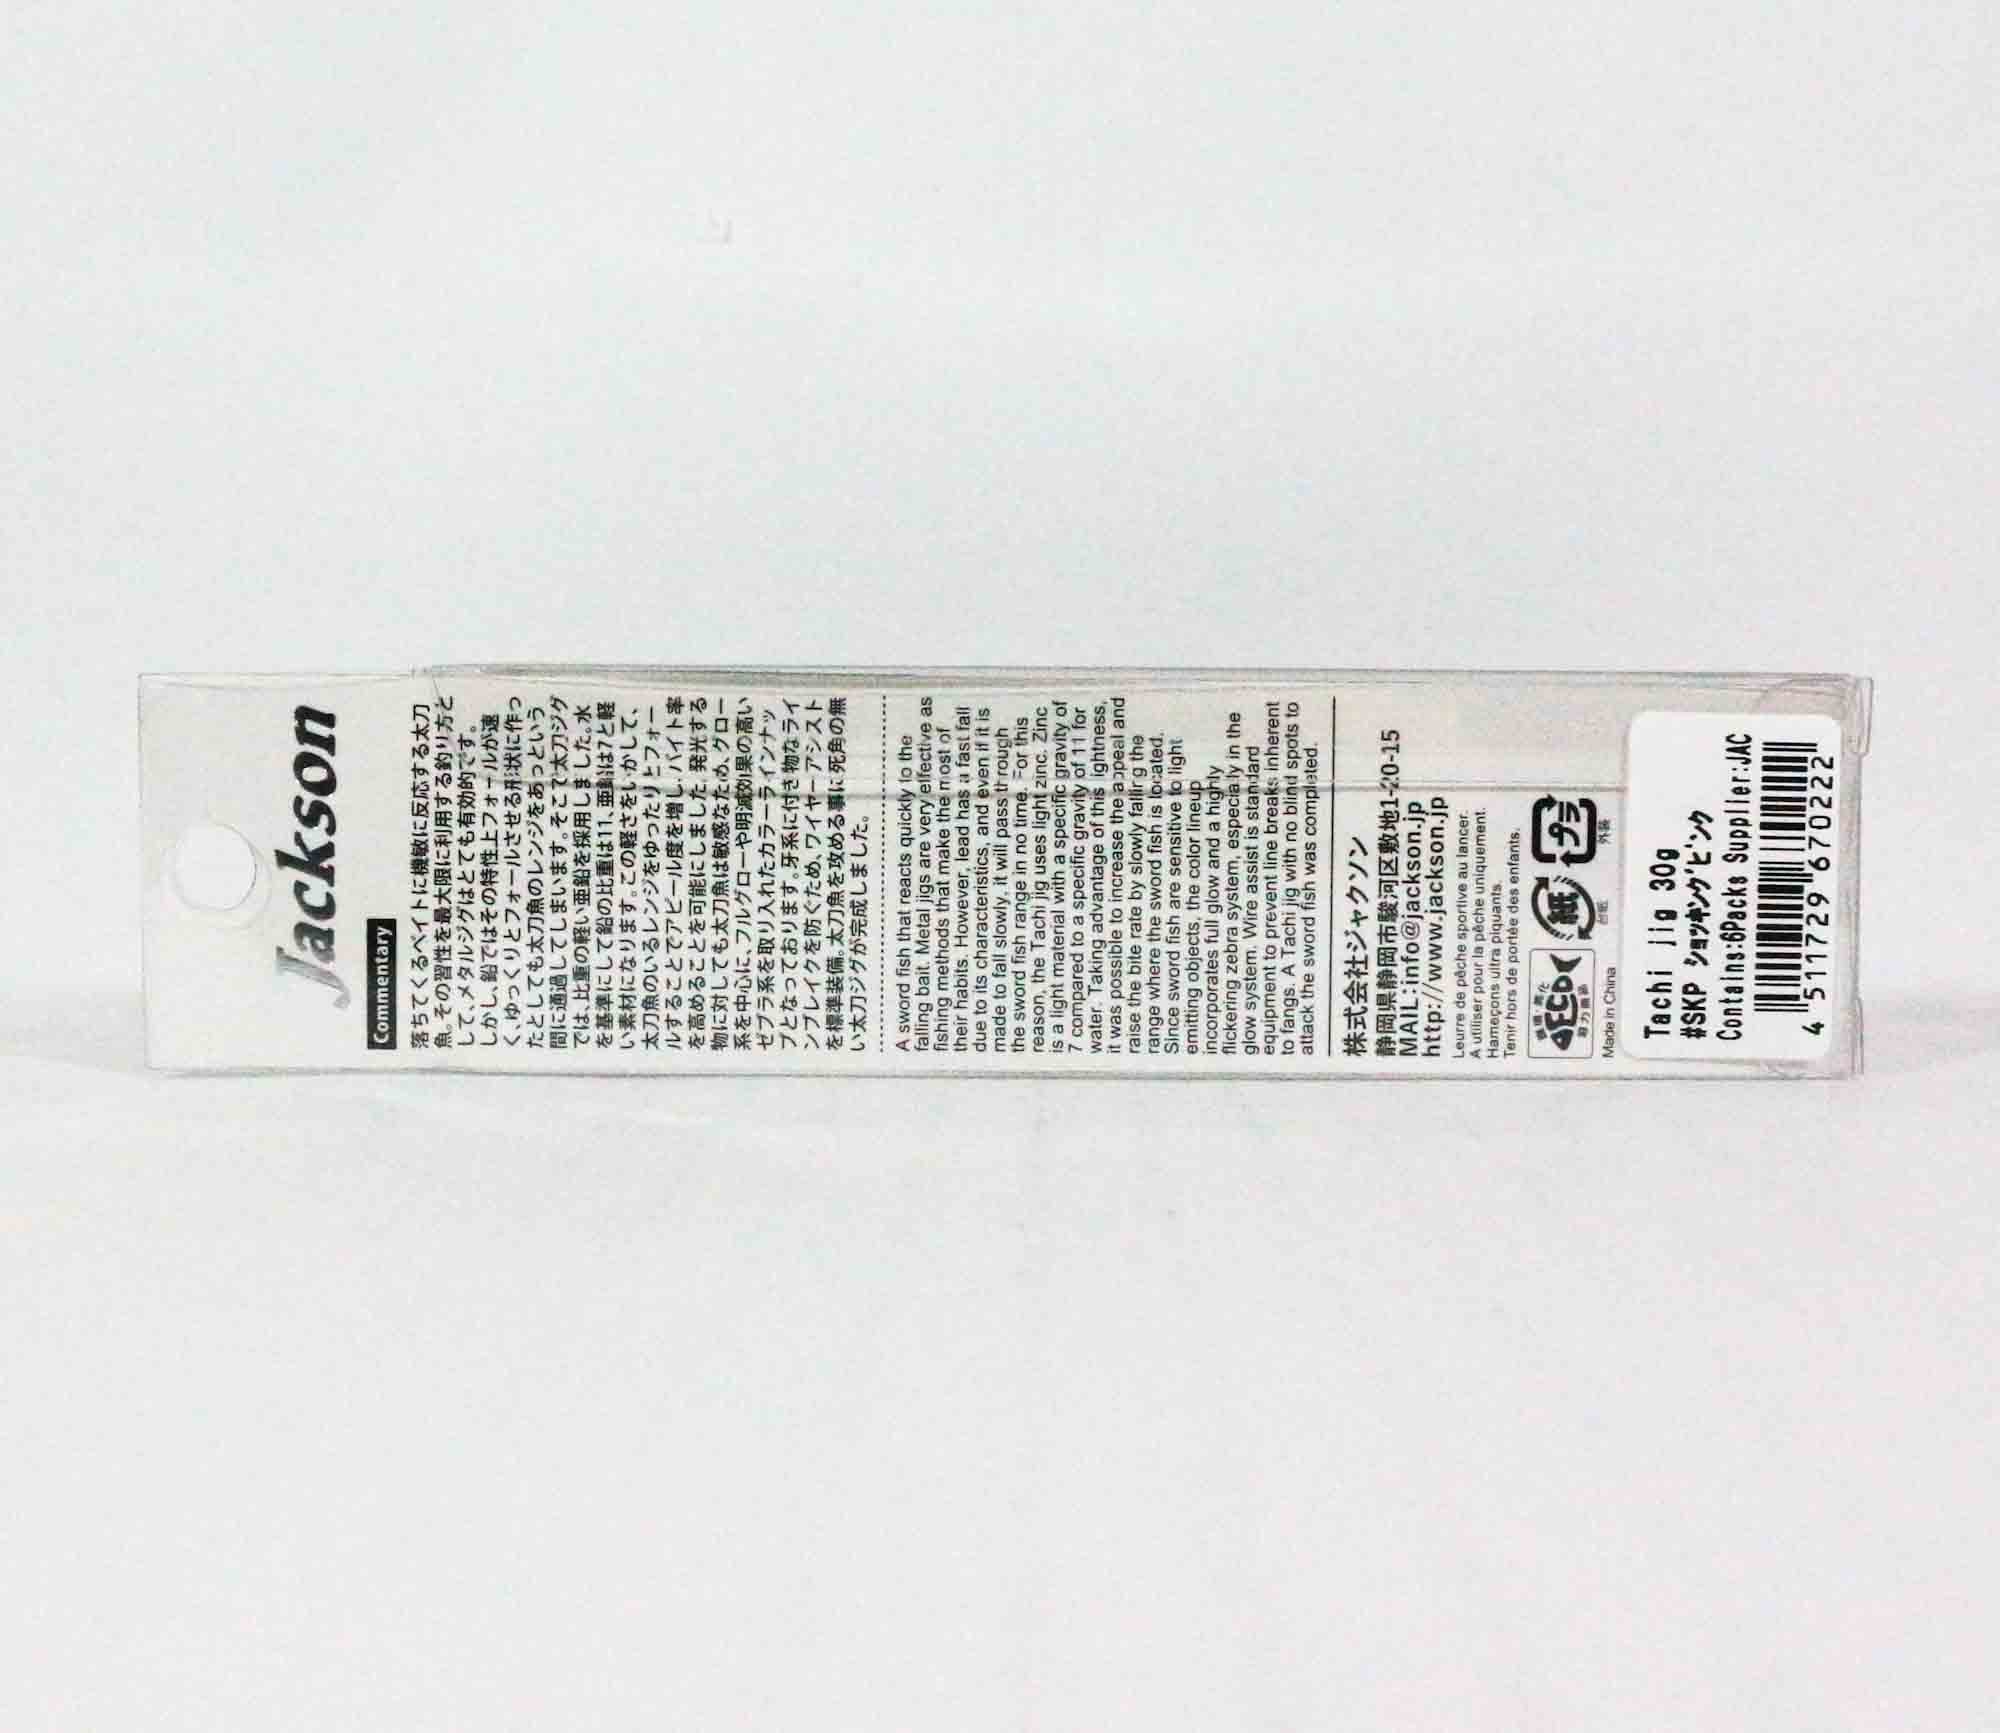 Jackson
Commentary
落ちてくるベイトに機敏に反応する太刀
魚。その習性を最大限に利用する釣り方と
して、メタルジグはとても有効的です。
しかし、鉛ではその特性上フォールが速
く、ゆっくりとフォールさせる形状に作っ
たとしても太刀魚のレンジをあっという
間に通過してしまいます。そこで太刀ジグ
では、比重の軽い亜鉛を採用しました。水
を基準にして鉛の比重は11、亜鉛は7と軽
い素材になります。この軽さをいかして、
太刀魚のいるレンジをゆったりとフォー
ルすることでアピール度を増し、バイト率
を高めることを可能にしました。発光する
物に対しても太刀魚は敏感なため、グロー
系を中心に、フルグローや明滅効果の高い
ゼブラ系を取り入れたカラーラインナッ
プとなっております。牙系に付き物なライ
ンブレイクを防ぐため、ワイヤーアシスト
を標準装備。太刀魚を攻める事に死角の無
い太刀ジグが完成しました。
A sword fish that reacts quickly to the
falling bait. Metal jigs are very effective as
fishing methods that make the most of
their habits. However, lead has a fast fall
due to its characteristics, and even if it is
made to fall slowly, it will pass through
the sword fish range in no time. For this
reason, the Tachi jig uses light zinc. Zinc
is a light material with a specific gravity of
7 compared to a specific gravity of 11 for
water. Taking advantage of this lightness,
it was possible to increase the appeal and
raise the bite rate by slowly falling the
range where the sword fish is located.
Since sword fish are sensitive to light
emitting objects, the color lineup
incorporates full glow and a highly
flickering zebra system, especially in the
glow system. Wire assist is standard
equipment to prevent line breaks inherent
to fangs. A Tachi jig with no blind spots to
attack the sword fish was completed.
株式会社ジャクソン
静岡県静岡市駿河区敷地1-20-15
MAIL:info@jackson.jp
http://www.jackson.jp
Leurre de pêche sportive au lancer.
A utiliser pour la pêche uniquement.
Hameçons ultra piquants.
Tenir hors de portée des enfants.
ECO
紙
台紙
プラ
外装
Made in China
Tachi jig 30g
#SKP ショッキングピンク
Contains:6Packs Supplier:JAC
4 511729 670222